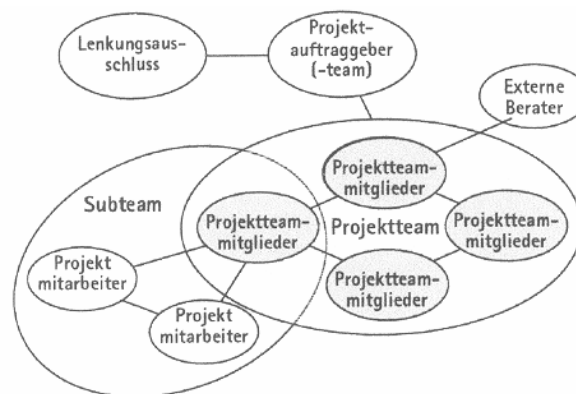 Lenkungsaus-
schluss
Projekt-
auftraggeber
(-team)
Externe
Berater
Projektteam-
mitglieder
Subteam
Projektteam-
mitglieder
Projektteam
Projektteam-
mitglieder
Projekt
mitarbeiter
Projektteam-
mitglieder
Projekt
mitarbeiter